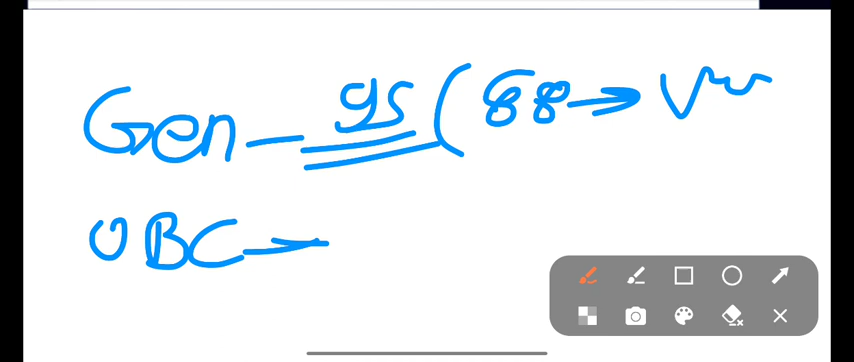 Gen - 95 ( 88 →
OBC →